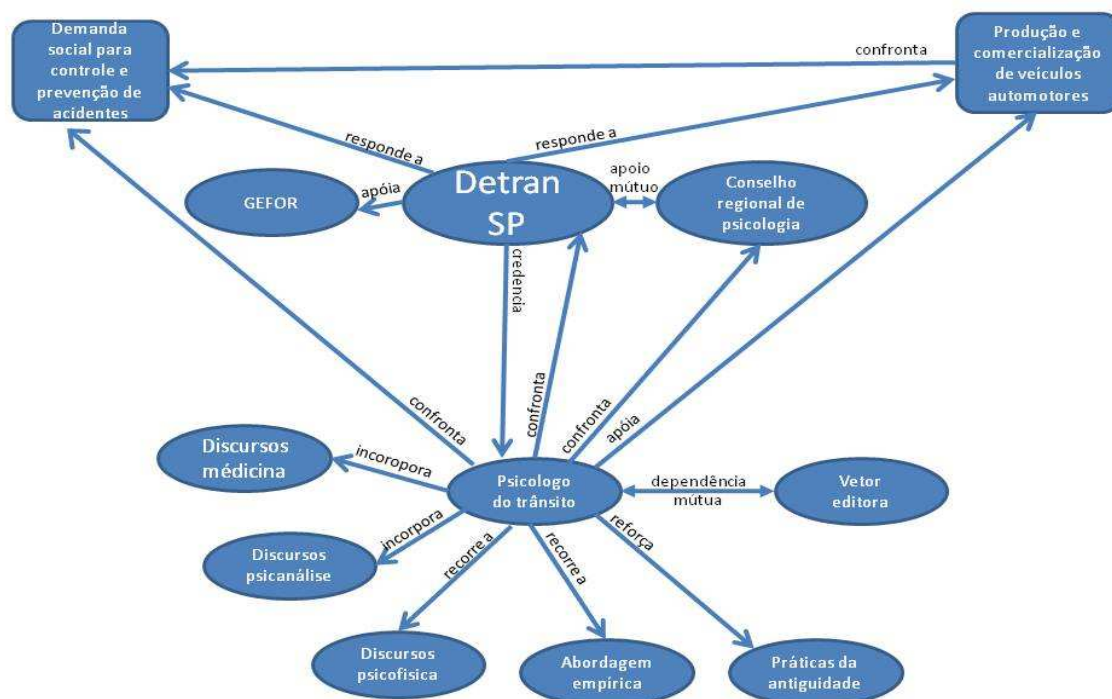 Demanda
social para
controle e
prevenção de
acidentes
Produção e
comercialização
de veículos
automotores
confronta
responde a
responde a
GEFOR
apóia
Detran
SP
apoio
mútuo
Conselho
regional de
psicologia
credencia
confronta
confronta
confronta
apóia
Discursos
médicina
incoropora
Psicologo
do trânsito
dependência
mútua
Vetor
editora
incorpora
Discursos
psicanálise
recorre a
recorre a
reforça
Discursos
psicofisica
Abordagem
empírica
Práticas da
antiguidade